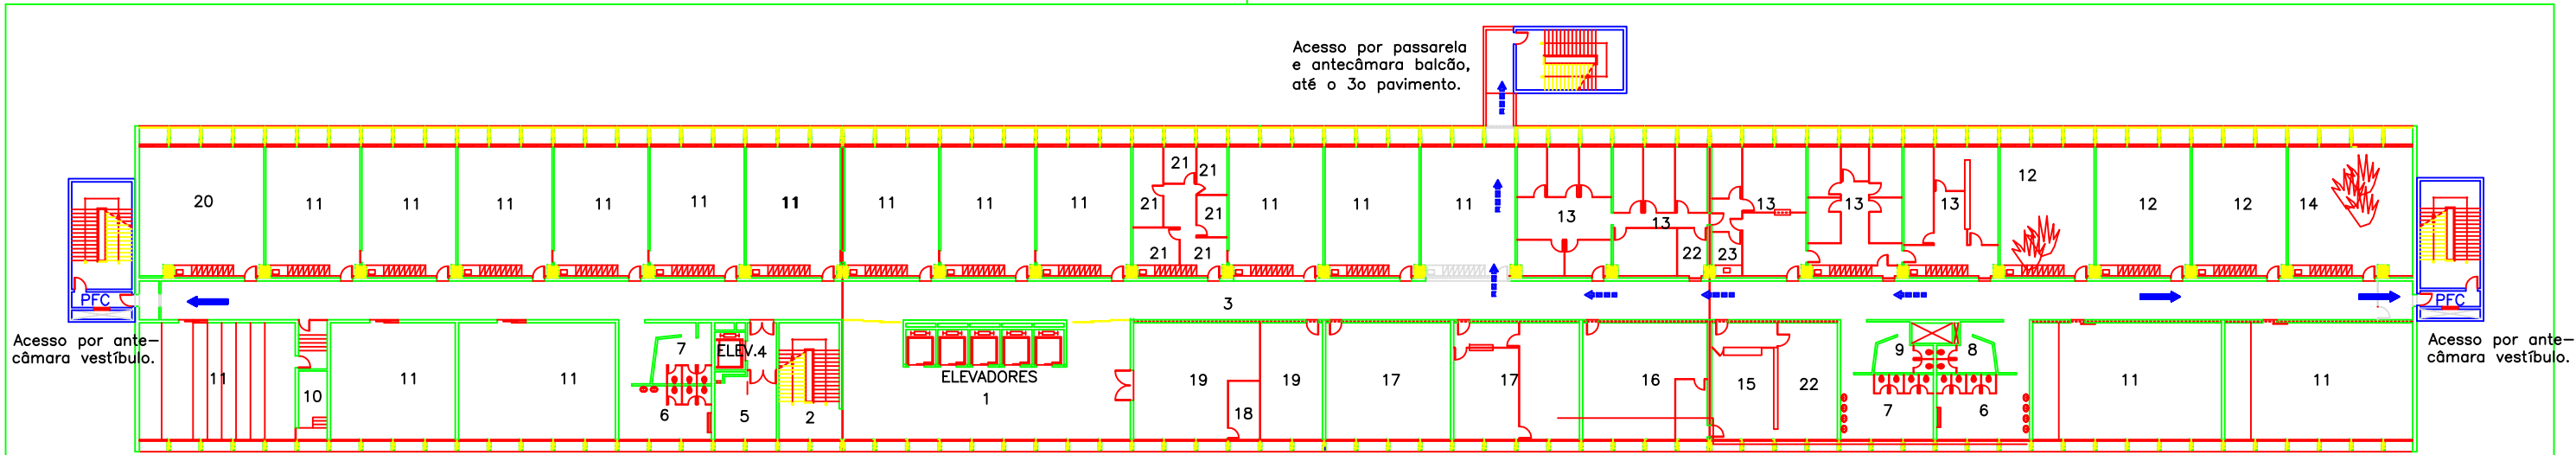 Acesso por passarela
e antecâmara balcão,
até o 3o pavimento.
20 11 11 11 11 11 11 11 11 11 21 21 21 21 21 21 11 11 11 13 13 22 13 23 13 13 12 12 12 14
PFC
3
PFC
Acesso por ante-
câmara vestíbulo.
Acesso por ante-
câmara vestíbulo.
11 10 11 11 7 6 ELEV.4 5 2
ELEVADORES
1
19 18 19 17 17 16 15 22 9 8 7 6 11 11